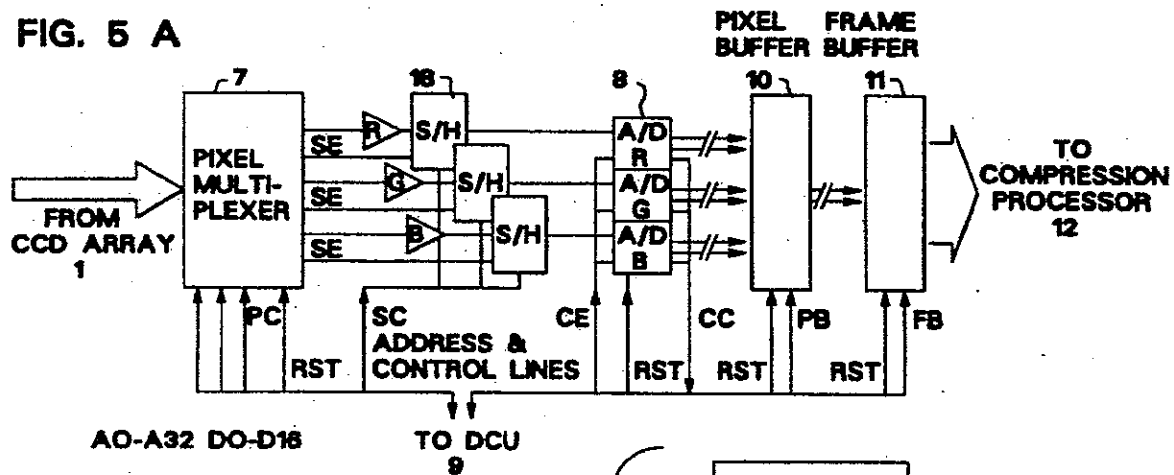 FIG. 5 A
PIXEL BUFFER
FRAME BUFFER
7
16
8
10
11
PIXEL MULTI-PLEXER
SE
SE
SE
R
G
B
S/H
S/H
S/H
A/D
R
A/D
G
A/D
B
FROM
CCD ARRAY
1
TO
COMPRESSION
PROCESSOR
12
PC
SC
CE
CC
PB
FB
RST
ADDRESS &
CONTROL LINES
RST
RST
RST
AO-A32 DO-D16
TO DCU
9